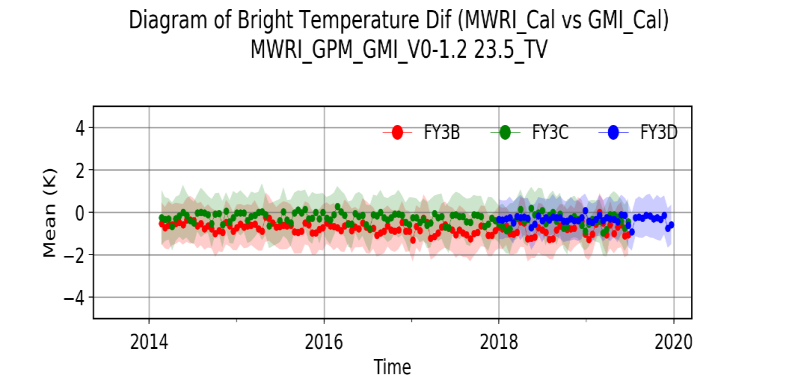 Diagram of Bright Temperature Dif (MWRI_Cal vs GMI_Cal)
MWRI_GPM_GMI_V0-1.2 23.5_TV
FY3B FY3C FY3D
4
2
0
−2
−4
Mean (K)
2014 2016 2018 2020
Time